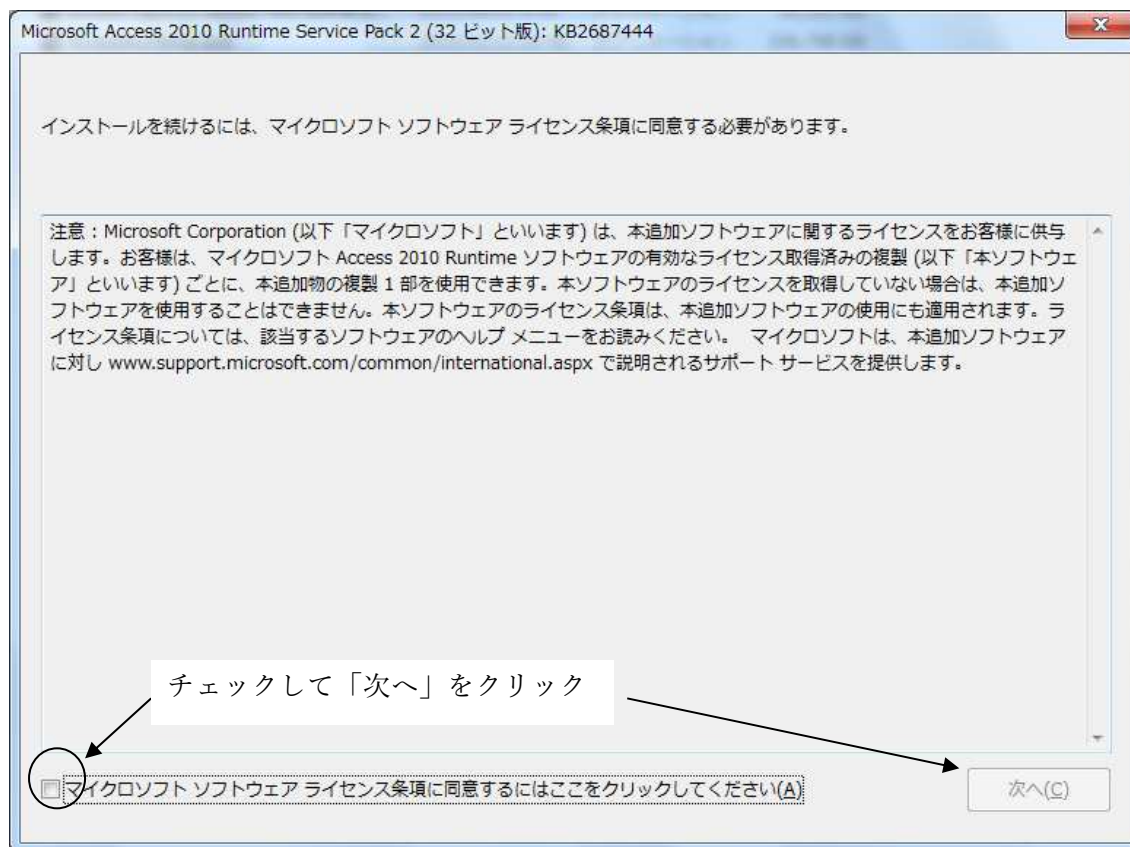 Microsoft Access 2010 Runtime Service Pack 2 (32 ビット版): KB2687444
インストールを続けるには、マイクロソフト ソフトウェア ライセンス条項に同意する必要があります。
注意 : Microsoft Corporation (以下「マイクロソフト」といいます) は、本追加ソフトウェアに関するライセンスをお客様に供与
します。お客様は、マイクロソフト Access 2010 Runtime ソフトウェアの有効なライセンス取得済みの複製 (以下「本ソフトウェ
ア」といいます) ごとに、本追加物の複製 1 部を使用できます。本ソフトウェアのライセンスを取得していない場合は、本追加ソ
フトウェアを使用することはできません。本ソフトウェアのライセンス条項は、本追加ソフトウェアの使用にも適用されます。ラ
イセンス条項については、該当するソフトウェアのヘルプ メニューをお読みください。 マイクロソフトは、本追加ソフトウェア
に対し www.support.microsoft.com/common/international.aspx で説明されるサポート サービスを提供します。
チェックして「次へ」をクリック
マイクロソフト ソフトウェア ライセンス条項に同意するにはここをクリックしてください(A)
次へ(C)